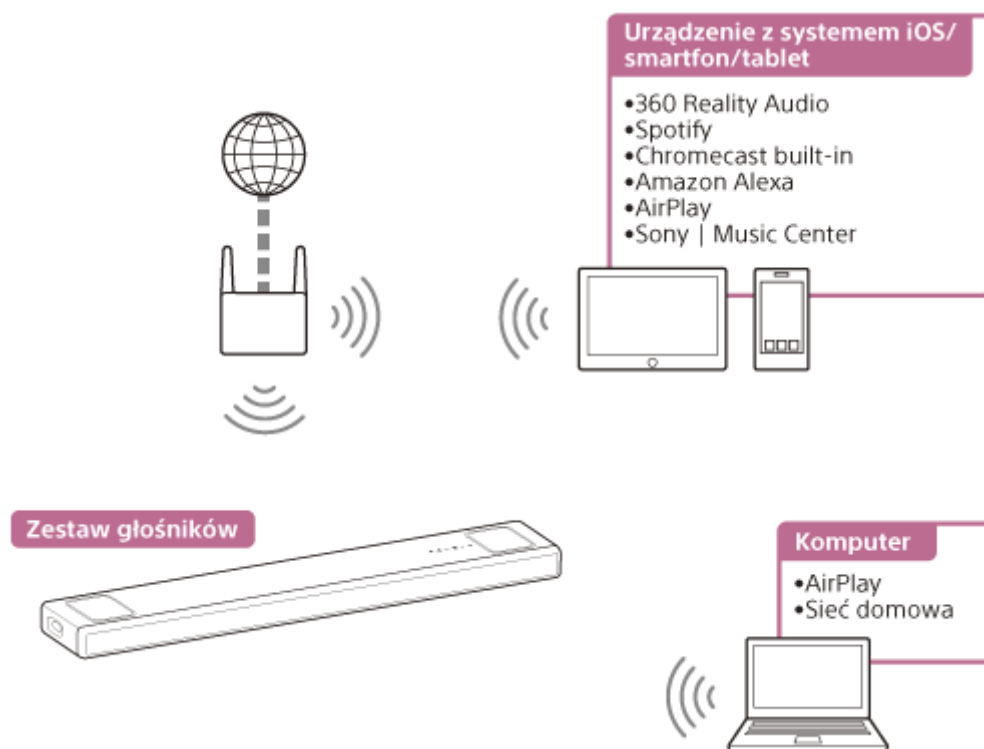 Urządzenie z systemem iOS/
smartfon/tablet
•360 Reality Audio
•Spotify
•Chromecast built-in
•Amazon Alexa
•AirPlay
•Sony | Music Center
Zestaw głośników
Komputer
•AirPlay
•Sieć domowa